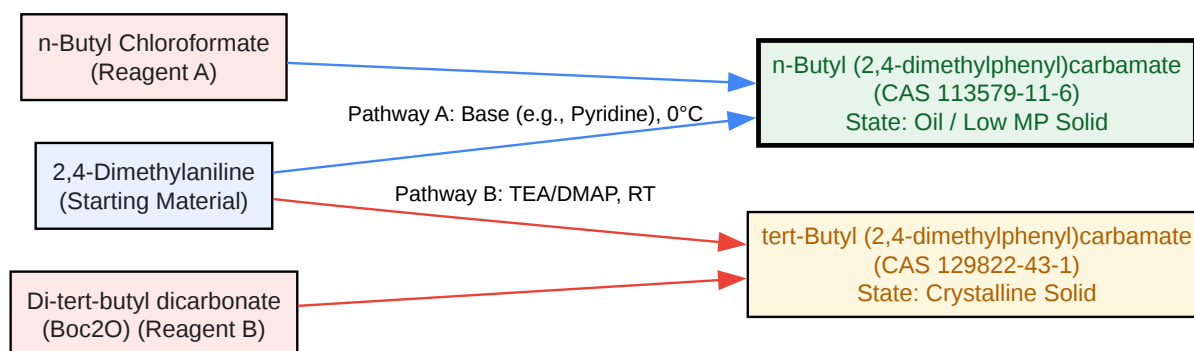 n-Butyl Chloroformate
(Reagent A)
n-Butyl (2,4-dimethylphenyl)carbamate
(CAS 113579-11-6)
State: Oil / Low MP Solid
Pathway A: Base (e.g., Pyridine), 0°C
2,4-Dimethylaniline
(Starting Material)
Pathway B: TEA/DMAP, RT
tert-Butyl (2,4-dimethylphenyl)carbamate
(CAS 129822-43-1)
State: Crystalline Solid
Di-tert-butyl dicarbonate
(Boc2O) (Reagent B)